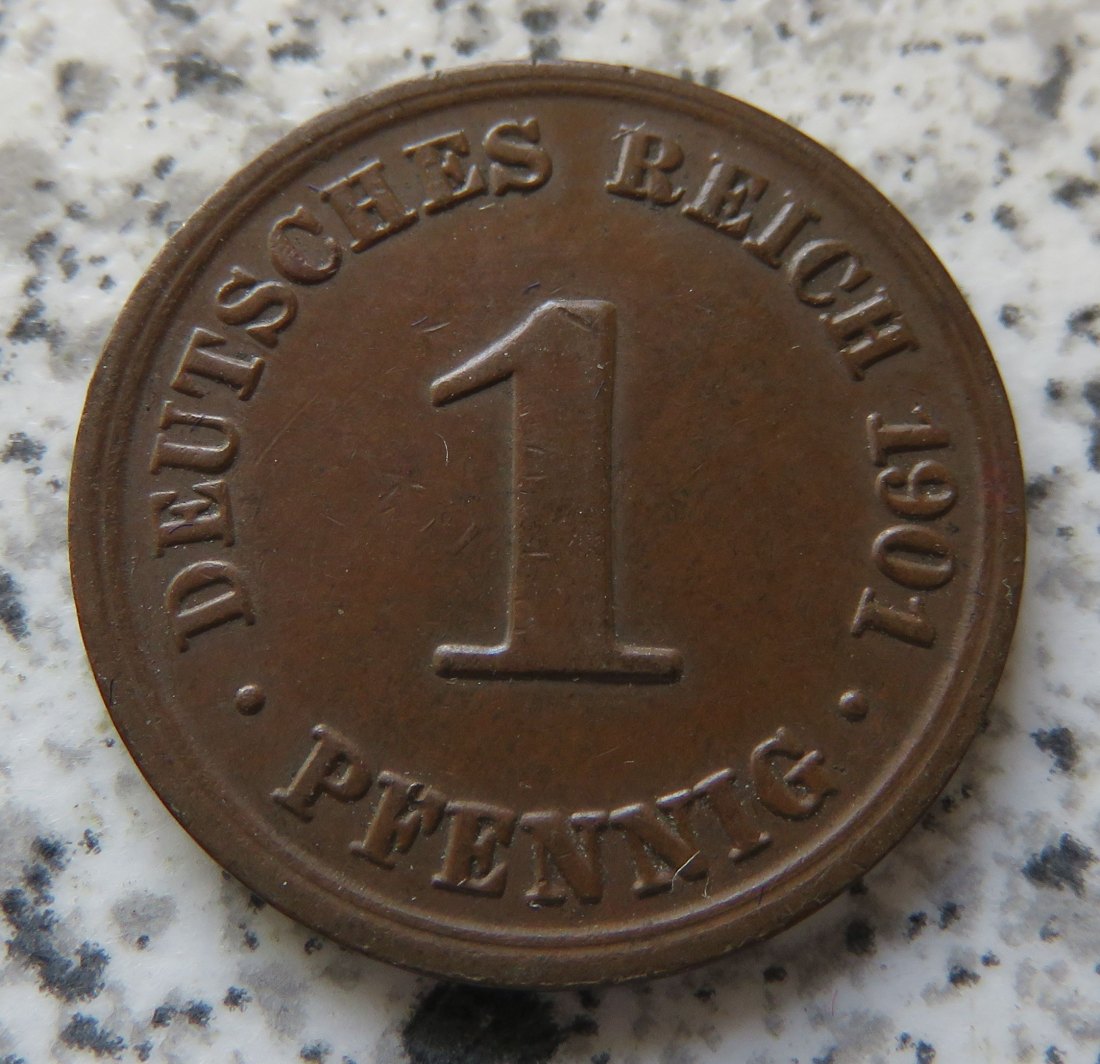 DEUTSCHES REICH 1901
1
• PFENNIG •